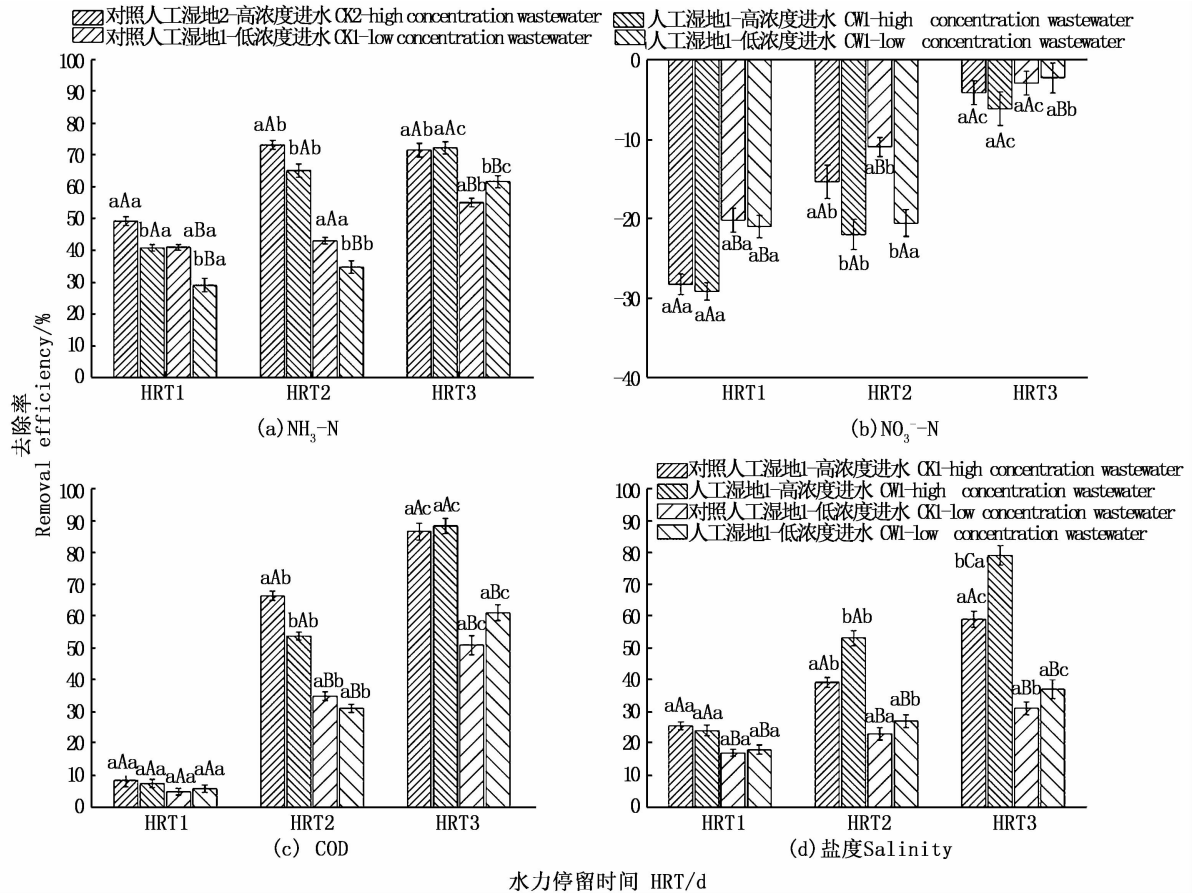 对照人工湿地2-高浓度进水 CK2-high concentration wastewater
对照人工湿地1-低浓度进水 CK1-low concentration wastewater
人工湿地1-高浓度进水 CW1-high concentration wastewater
人工湿地1-低浓度进水 CW1-low concentration wastewater
去除率
Removal efficiency/%
100
90
80
70
60
50
40
30
20
10
0
aAa
bAa
aBa
bBa
aAb
bAb
aAa
bBb
aAb
aAc
aBb
bBc
HRT1
HRT2
HRT3
(a)NH3-N
0
-10
-20
-30
-40
aAa
aAa
aBa
aBa
aAb
bAb
aBb
bAa
aAc
aAc
aAc
aBb
HRT1
HRT2
HRT3
(b)NO3--N
100
90
80
70
60
50
40
30
20
10
0
aAa
aAa
aAa
aAa
aAb
bAb
aBb
aBb
aAc
aAc
aBc
aBc
HRT1
HRT2
HRT3
(c) COD
对照人工湿地1-高浓度进水 CK1-high concentration wastewater
人工湿地1-高浓度进水 CW1-high concentration wastewater
对照人工湿地1-低浓度进水 CK1-low concentration wastewater
人工湿地1-低浓度进水 CW1-low concentration wastewater
100
90
80
70
60
50
40
30
20
10
0
aAa
aAa
aBa
aBa
aAb
bAb
aBa
aBb
aAc
bCa
aBb
aBc
HRT1
HRT2
HRT3
(d)盐度Salinity
水力停留时间 HRT/d